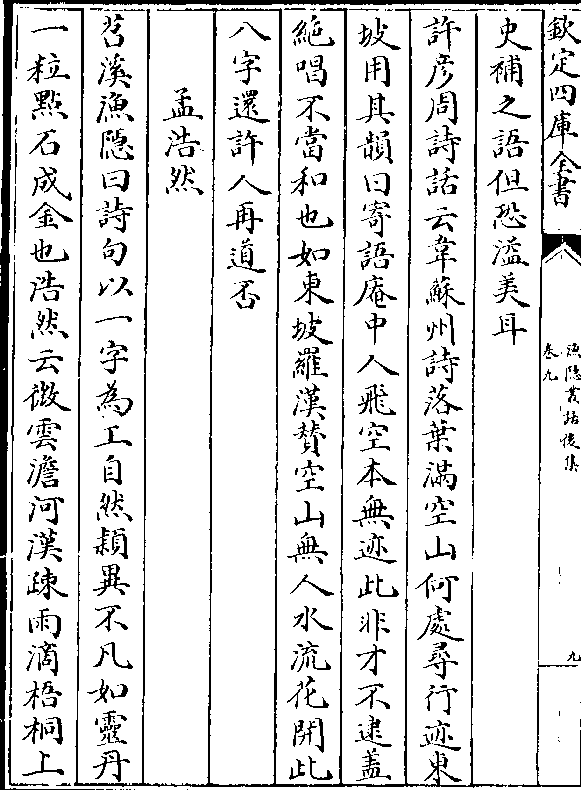 欽定四庫全書
漁隱叢話後集
卷九
九
史補之語但恐溢美耳
許彦周詩話云韋蘇州詩落葉滿空山何處尋行迹東
坡用其韻曰寄語庵中人飛空本無迹此非才不逮盖
絶唱不當和也如東坡羅漢賛空山無人水流花開此
八字還許人再道否
孟浩然
苕溪漁隱曰詩句以一字為工自然頴異不凡如靈丹
一粒點石成金也浩然云微雲澹河漢疎雨滴梧桐上